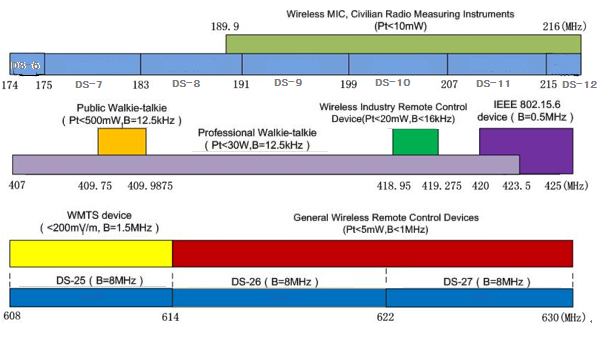 Wireless MIC, Civilian Radio Measuring Instruments
189.9 (Pt<10mW) 216(MHz)
DS-6
174 175 DS-7 183 DS-8 191 DS-9 199 DS-10 207 DS-11 215 DS-12
Public Walkie-talkie
( Pt<500mW,B=12.5kHz )
Professional Walkie-talkie
( Pt<30W,B=12.5kHz )
Wireless Industry Remote Control
Device(Pt<20mW,B<16kHz)
IEEE 802.15.6
device ( B=0.5MHz )
407 409.75 409.9875 418.95 419.275 420 423.5 425(MHz)
WMTS device
( <200mV/m, B=1.5MHz )
General Wireless Remote Control Devices
(Pt<5mW,B<1MHz)
DS-25 ( B=8MHz ) DS-26 ( B=8MHz ) DS-27 ( B=8MHz )
608 614 622 630(MHz)